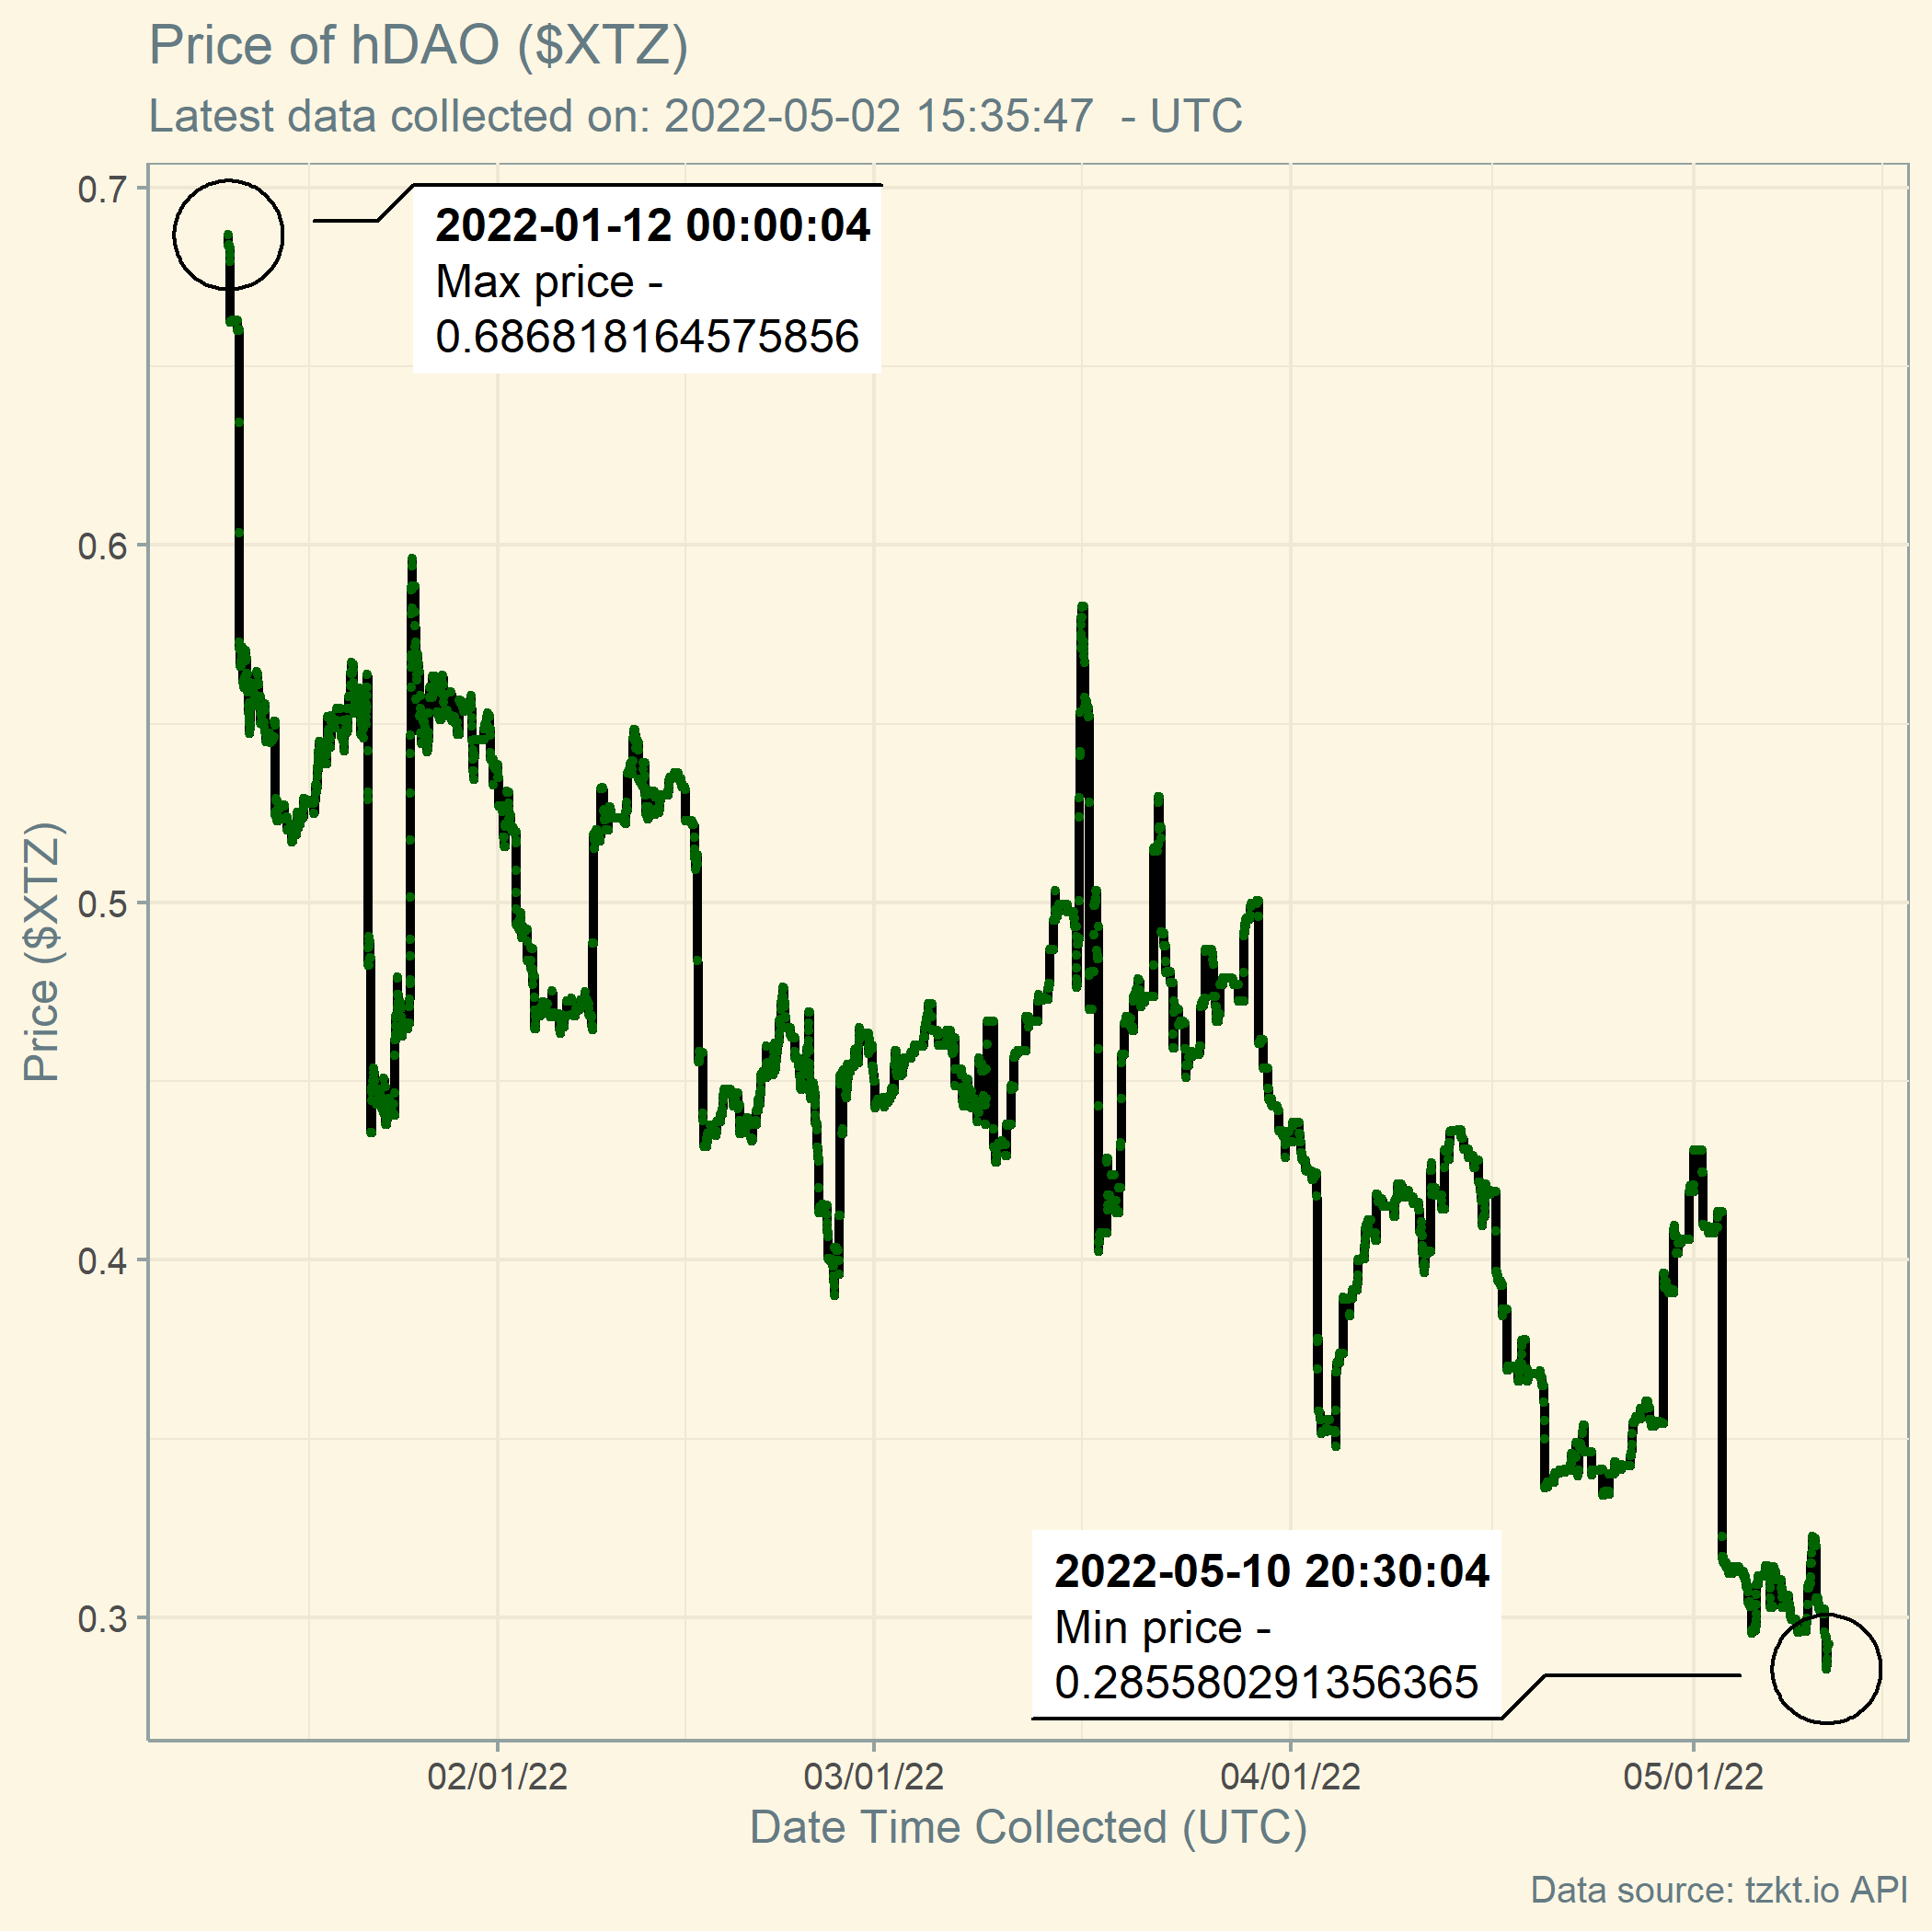 Price of hDAO ($XTZ)
Latest data collected on: 2022-05-02 15:35:47  - UTC
0.7
2022-01-12 00:00:04
Max price -
0.686818164575856
0.6
0.5
Price ($XTZ)
0.4
2022-05-10 20:30:04
Min price -
0.285580291356365
0.3
02/01/22
03/01/22
04/01/22
05/01/22
Date Time Collected (UTC)
Data source: tzkt.io API